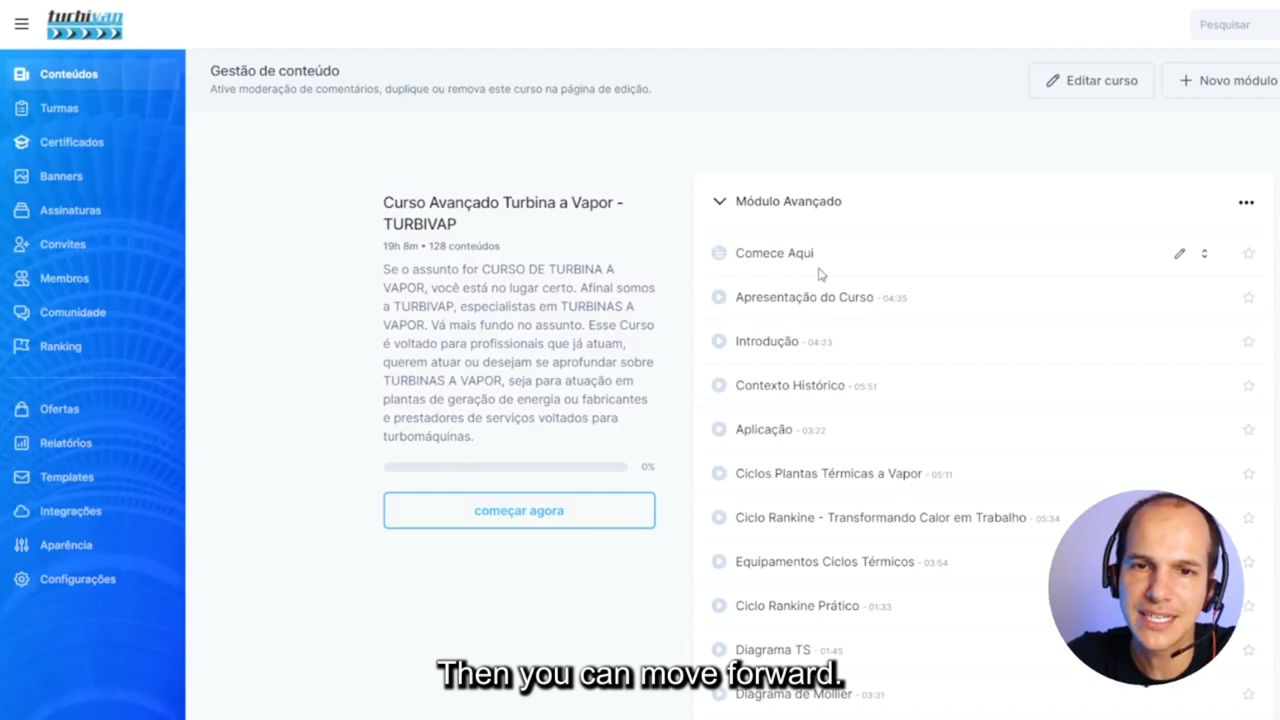 turbivap
Pesquisar
Conteúdos
Turmas
Certificados
Banners
Assinaturas
Convites
Membros
Comunidade
Ranking
Ofertas
Relatórios
Templates
Integrações
Aparência
Configurações
Gestão de conteúdo
Ative moderação de comentários, duplique ou remova este curso na página de edição.
Editar curso
Novo módulo
Curso Avançado Turbina a Vapor -
TURBIVAP
19h 8m • 128 conteúdos
Se o assunto for CURSO DE TURBINA A
VAPOR, você está no lugar certo. Afinal somos
a TURBIVAP, especialistas em TURBINAS A
VAPOR. Vá mais fundo no assunto. Esse Curso
é voltado para profissionais que já atuam,
querem atuar ou desejam se aprofundar sobre
TURBINAS A VAPOR, seja para atuação em
plantas de geração de energia ou fabricantes
e prestadores de serviços voltados para
turbomáquinas.
0%
começar agora
Módulo Avançado
Comece Aqui
Apresentação do Curso - 04:35
Introdução - 04:23
Contexto Histórico - 05:51
Aplicação - 03:22
Ciclos Plantas Térmicas a Vapor - 05:11
Ciclo Rankine - Transformando Calor em Trabalho - 05:34
Equipamentos Ciclos Térmicos - 03:54
Ciclo Rankine Prático - 01:33
Diagrama TS - 01:45
Diagrama de Mollier - 03:31
Then you can move forward.